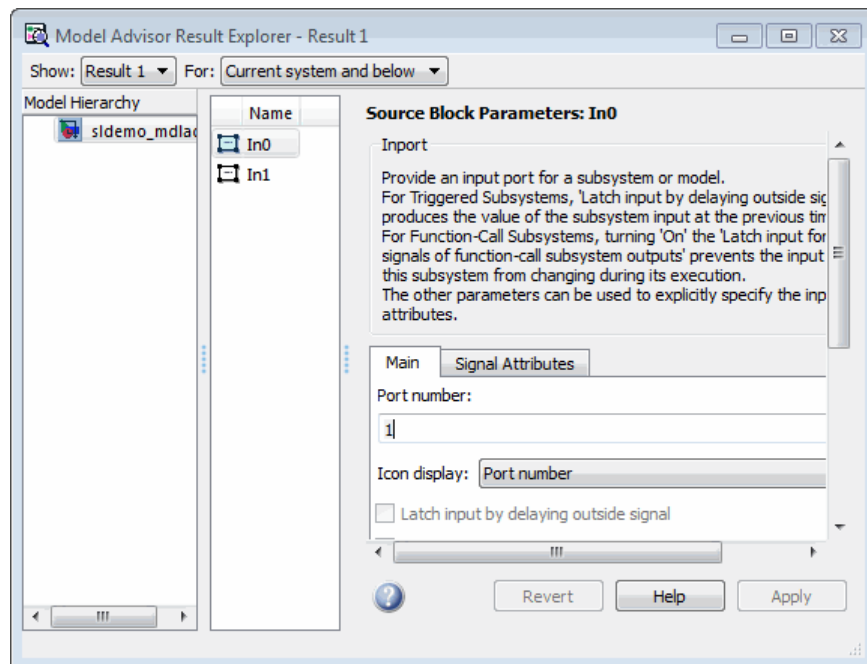 Model Advisor Result Explorer - Result 1
Show: Result 1 For: Current system and below
Model Hierarchy
sldemo_mdlad
Name
In0
In1
Source Block Parameters: In0
Inport
Provide an input port for a subsystem or model.
For Triggered Subsystems, 'Latch input by delaying outside sig
produces the value of the subsystem input at the previous tim
For Function-Call Subsystems, turning 'On' the 'Latch input for
signals of function-call subsystem outputs' prevents the input
this subsystem from changing during its execution.
The other parameters can be used to explicitly specify the inp
attributes.
Main Signal Attributes
Port number:
1
Icon display: Port number
Latch input by delaying outside signal
Revert Help Apply